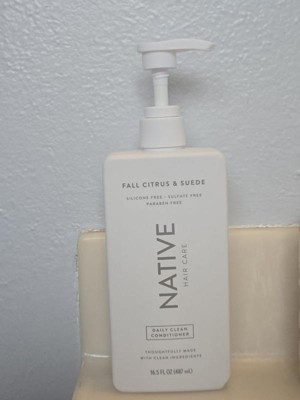 FALL CITRUS & SUEDE
SILICONE FREE • SULFATE FREE
PARABEN FREE
NATIVE
HAIR CARE
DAILY CLEAN
CONDITIONER
THOUGHTFULLY MADE
WITH CLEAN INGREDIENTS
16.5 FL OZ (487 mL)